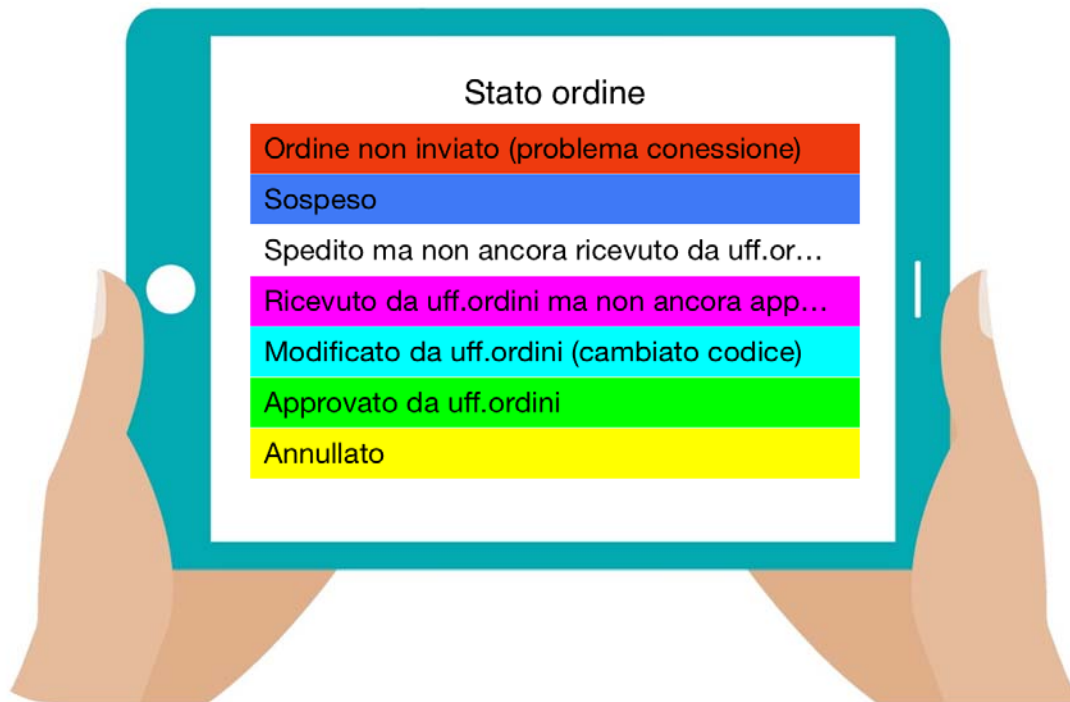 Stato ordine
Ordine non inviato (problema conessione)
Sospeso
Spedito ma non ancora ricevuto da uff.or…
Ricevuto da uff.ordini ma non ancora app…
Modificato da uff.ordini (cambiato codice)
Approvato da uff.ordini
Annullato